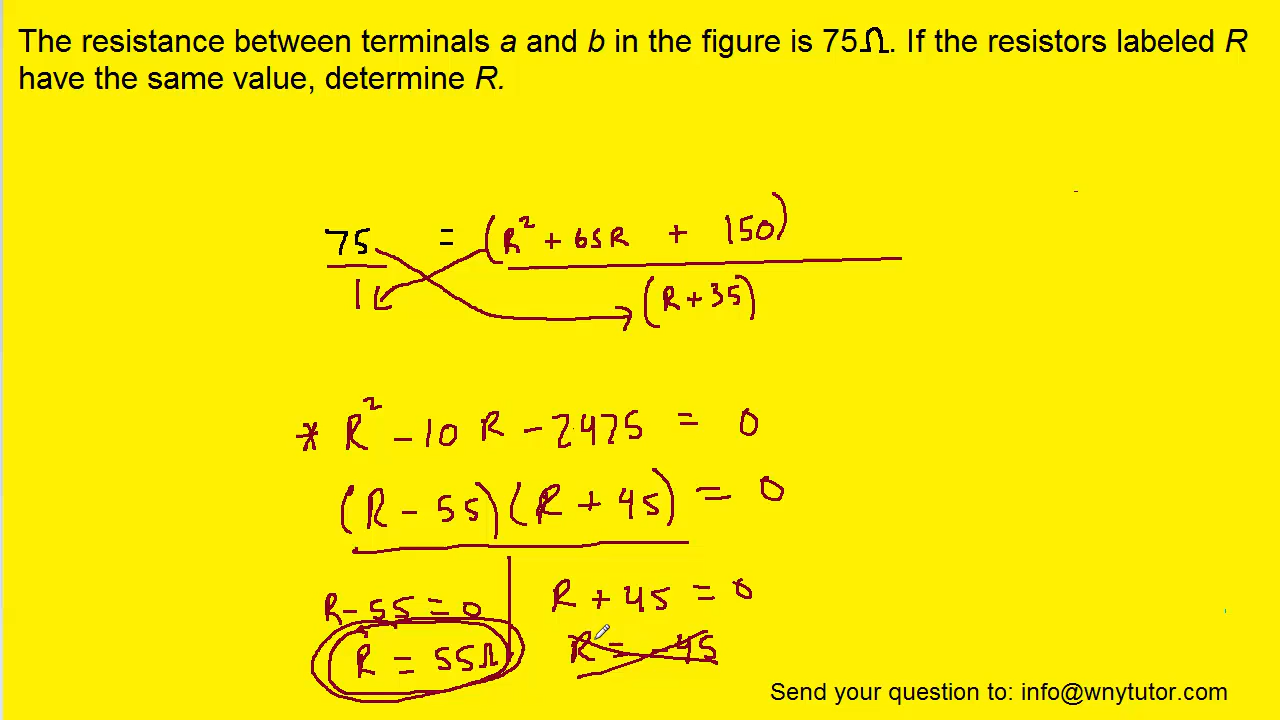 The resistance between terminals a and b in the figure is 75Ω. If the resistors labeled R
have the same value, determine R.
75 = (R² + 65R + 150)
1 (R + 35)
* R² - 10 R - 2475 = 0
(R - 55)(R + 45) = 0
R - 55 = 0 R + 45 = 0
R = 55Ω R = -45
Send your question to: info@wnytutor.com